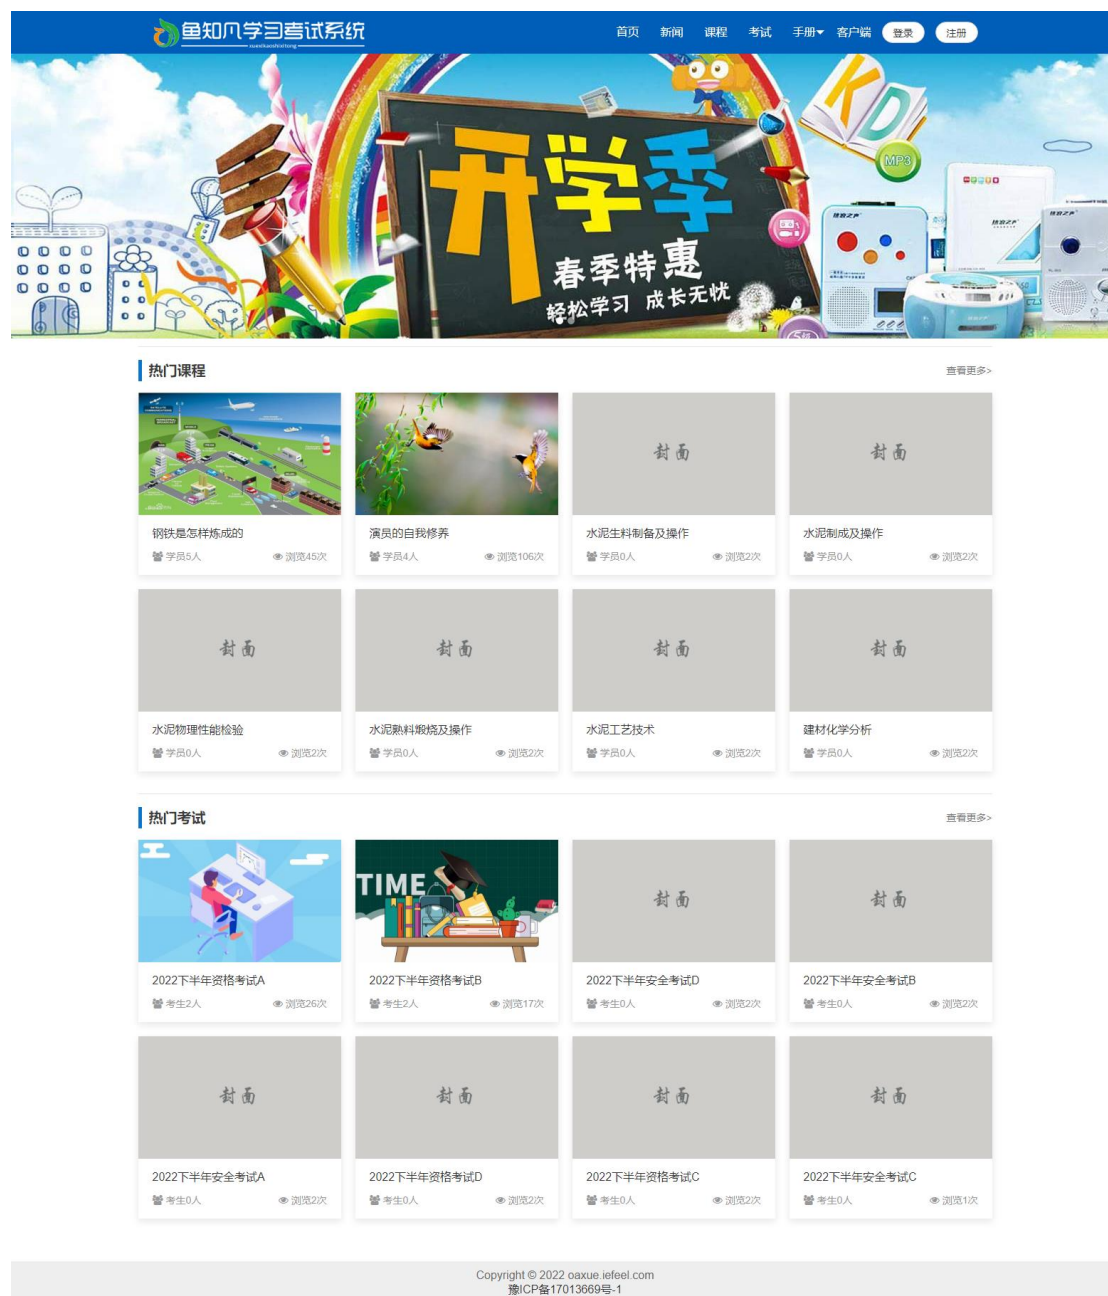 鱼知凡学习考试系统
xuexikaoshixitong
首页 新闻 课程 考试 手册 客户端 登录 注册
KD
MP3
开学季
春季特惠
轻松学习 成长无忧
热门课程 查看更多>
封面 封面
钢铁是怎样炼成的 演员的自我修养 水泥生料制备及操作 水泥制成及操作
学员5人 浏览45次 学员4人 浏览106次 学员0人 浏览2次 学员0人 浏览2次
封面 封面 封面 封面
水泥物理性能检验 水泥熟料煅烧及操作 水泥工艺技术 建材化学分析
学员0人 浏览2次 学员0人 浏览2次 学员0人 浏览2次 学员0人 浏览2次
热门考试 查看更多>
TIME 封面 封面
2022下半年资格考试A 2022下半年资格考试B 2022下半年安全考试D 2022下半年安全考试B
考生2人 浏览26次 考生2人 浏览17次 考生0人 浏览2次 考生0人 浏览2次
封面 封面 封面 封面
2022下半年安全考试A 2022下半年资格考试D 2022下半年资格考试C 2022下半年安全考试C
考生0人 浏览2次 考生0人 浏览2次 考生0人 浏览2次 考生0人 浏览1次
Copyright © 2022 oaxue.iefeel.com
豫ICP备17013669号-1